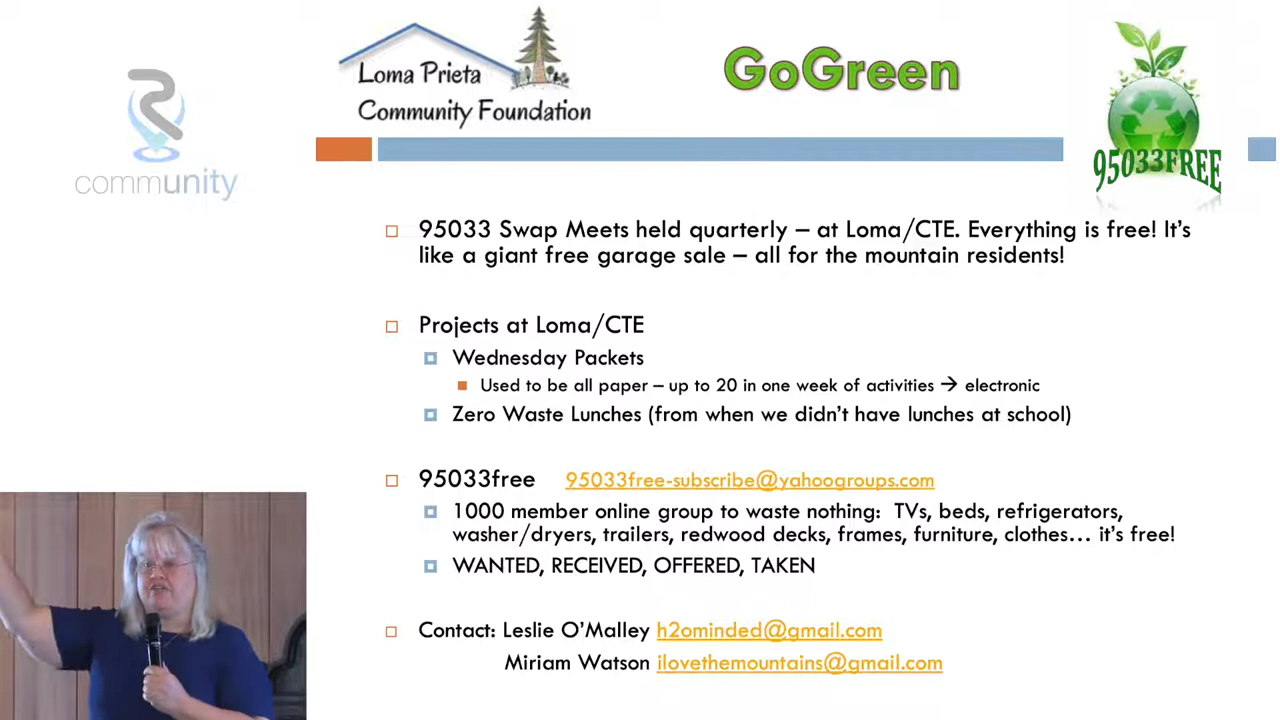 Loma Prieta
Community Foundation
GoGreen
95033FREE
commUNITY
95033 Swap Meets held quarterly – at Loma/CTE. Everything is free! It’s
like a giant free garage sale – all for the mountain residents!
Projects at Loma/CTE
Wednesday Packets
Used to be all paper – up to 20 in one week of activities → electronic
Zero Waste Lunches (from when we didn’t have lunches at school)
95033free 95033free-subscribe@yahoogroups.com
1000 member online group to waste nothing: TVs, beds, refrigerators,
washer/dryers, trailers, redwood decks, frames, furniture, clothes… it’s free!
WANTED, RECEIVED, OFFERED, TAKEN
Contact: Leslie O’Malley h2ominded@gmail.com
Miriam Watson ilovethemountains@gmail.com